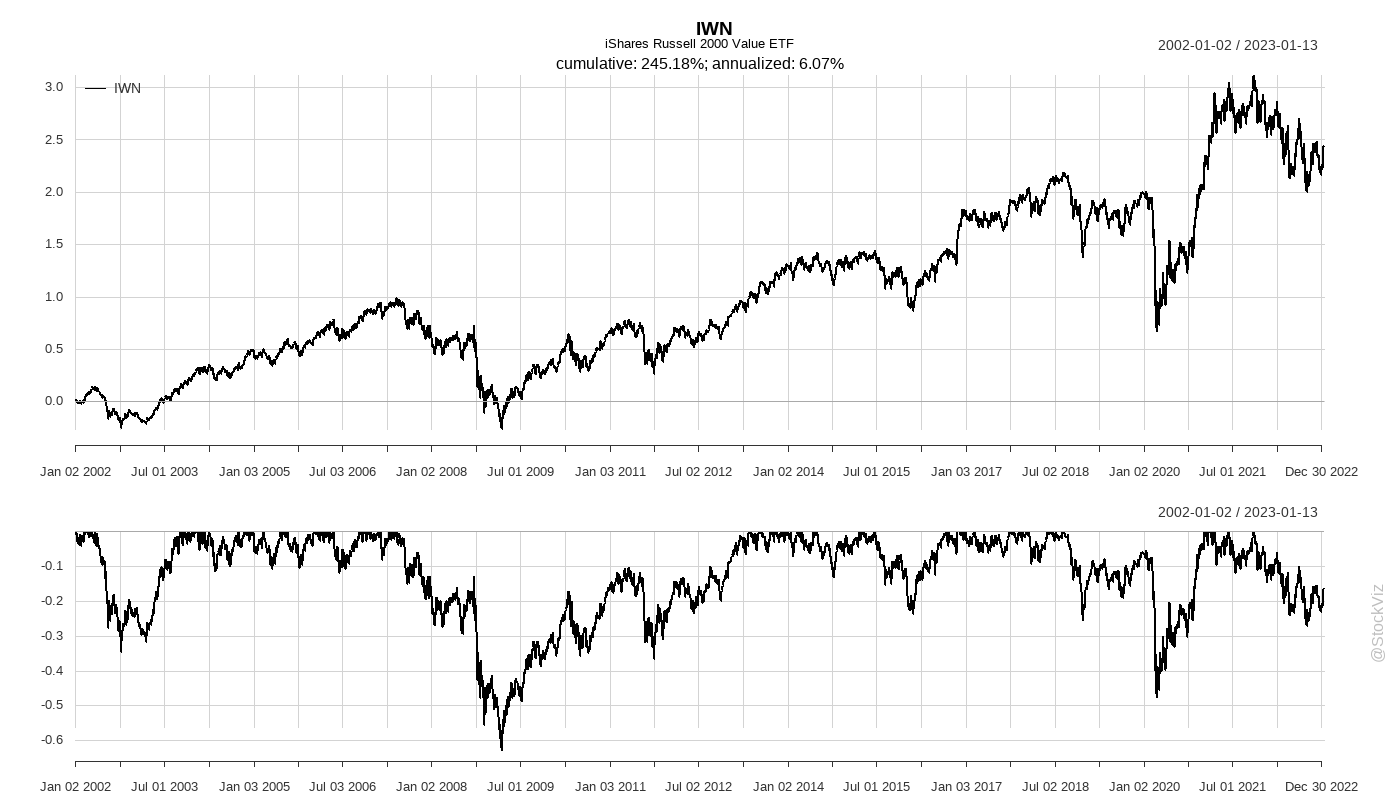 IWN
iShares Russell 2000 Value ETF
cumulative: 245.18%; annualized: 6.07%
2002-01-02 / 2023-01-13
IWN
3.0
2.5
2.0
1.5
1.0
0.5
0.0
Jan 02 2002 Jul 01 2003 Jan 03 2005 Jul 03 2006 Jan 02 2008 Jul 01 2009 Jan 03 2011 Jul 02 2012 Jan 02 2014 Jul 01 2015 Jan 03 2017 Jul 02 2018 Jan 02 2020 Jul 01 2021 Dec 30 2022
2002-01-02 / 2023-01-13
-0.1
-0.2
-0.3
-0.4
-0.5
-0.6
Jan 02 2002 Jul 01 2003 Jan 03 2005 Jul 03 2006 Jan 02 2008 Jul 01 2009 Jan 03 2011 Jul 02 2012 Jan 02 2014 Jul 01 2015 Jan 03 2017 Jul 02 2018 Jan 02 2020 Jul 01 2021 Dec 30 2022
@StockViz